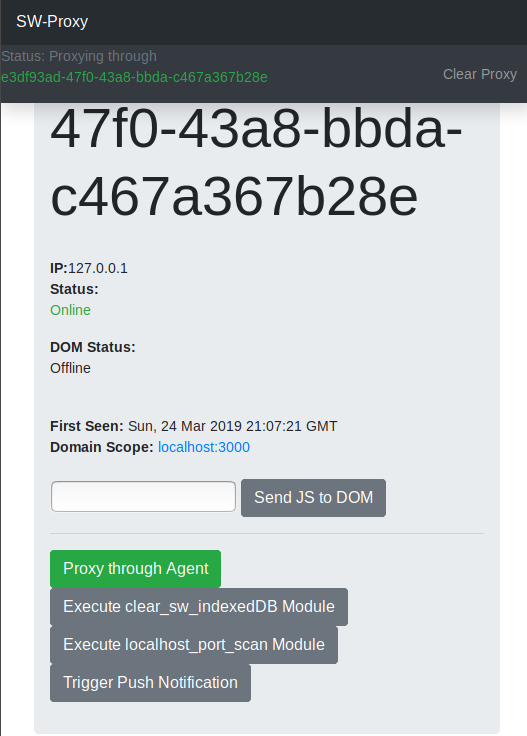 SW-Proxy
Status: Proxying through
e3df93ad-47f0-43a8-bbda-c467a367b28e
Clear Proxy
47f0-43a8-bbda-
c467a367b28e
IP:127.0.0.1
Status:
Online
DOM Status:
Offline
First Seen: Sun, 24 Mar 2019 21:07:21 GMT
Domain Scope: localhost:3000
Send JS to DOM
Proxy through Agent
Execute clear_sw_indexedDB Module
Execute localhost_port_scan Module
Trigger Push Notification